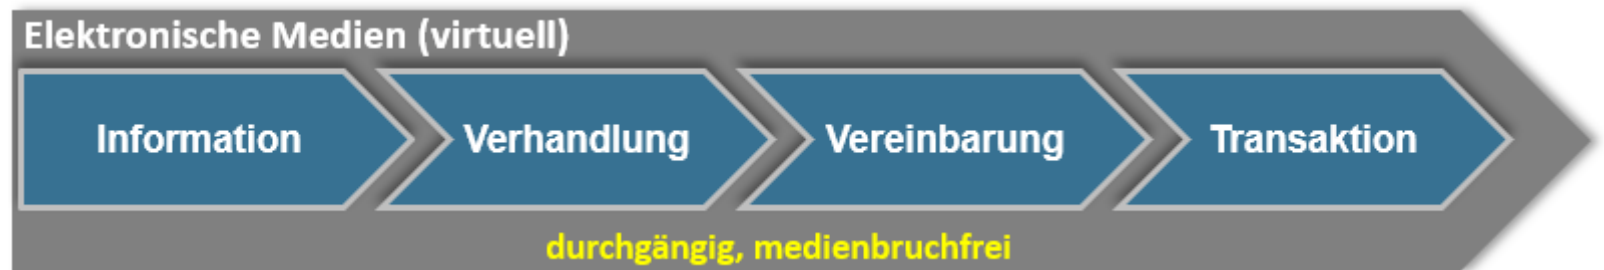 Elektronische Medien (virtuell)
Information Verhandlung Vereinbarung Transaktion
durchgängig, medienbruchfrei